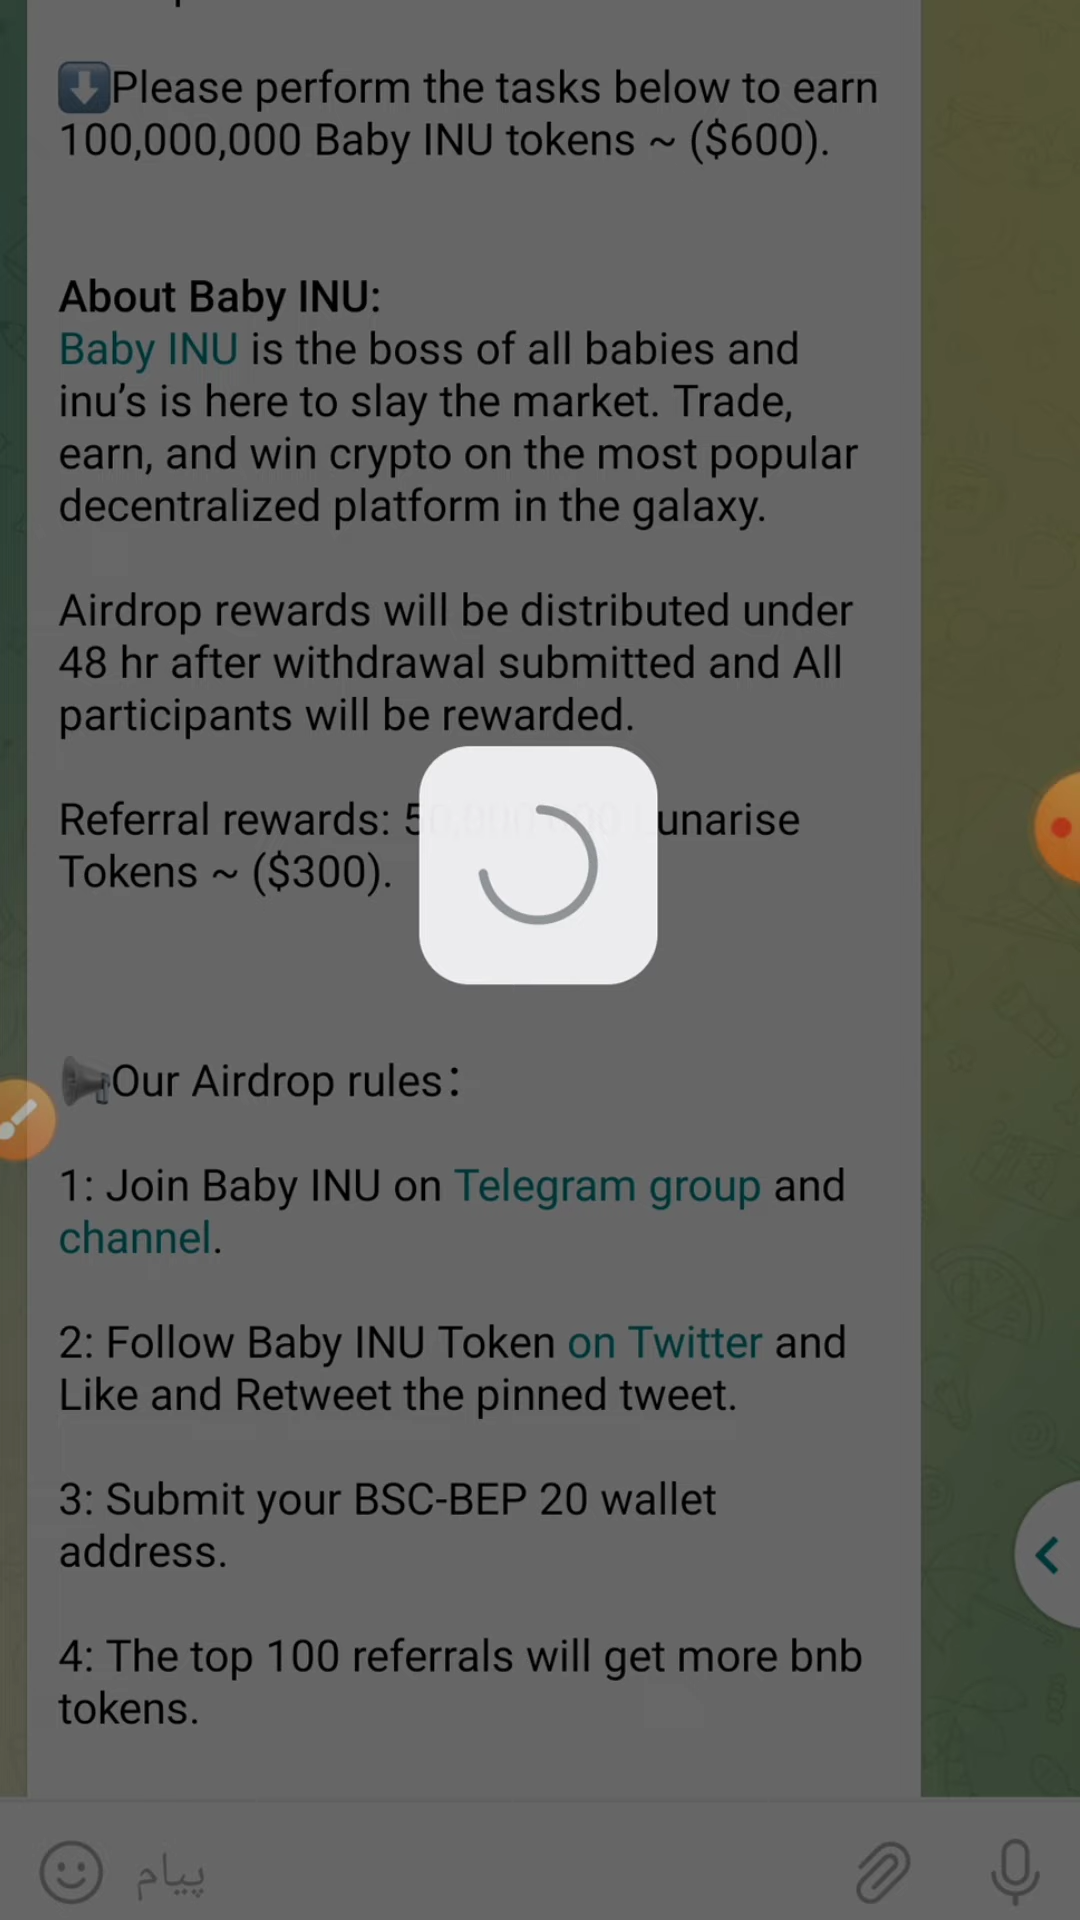 Please perform the tasks below to earn
100,000,000 Baby INU tokens ~ ($600).
About Baby INU:
Baby INU is the boss of all babies and
inu’s is here to slay the market. Trade,
earn, and win crypto on the most popular
decentralized platform in the galaxy.
Airdrop rewards will be distributed under
48 hr after withdrawal submitted and All
participants will be rewarded.
Referral rewards: 50,000,000 Lunarise
Tokens ~ ($300).
Our Airdrop rules:
1: Join Baby INU on Telegram group and
channel.
2: Follow Baby INU Token on Twitter and
Like and Retweet the pinned tweet.
3: Submit your BSC-BEP 20 wallet
address.
4: The top 100 referrals will get more bnb
tokens.
پیام